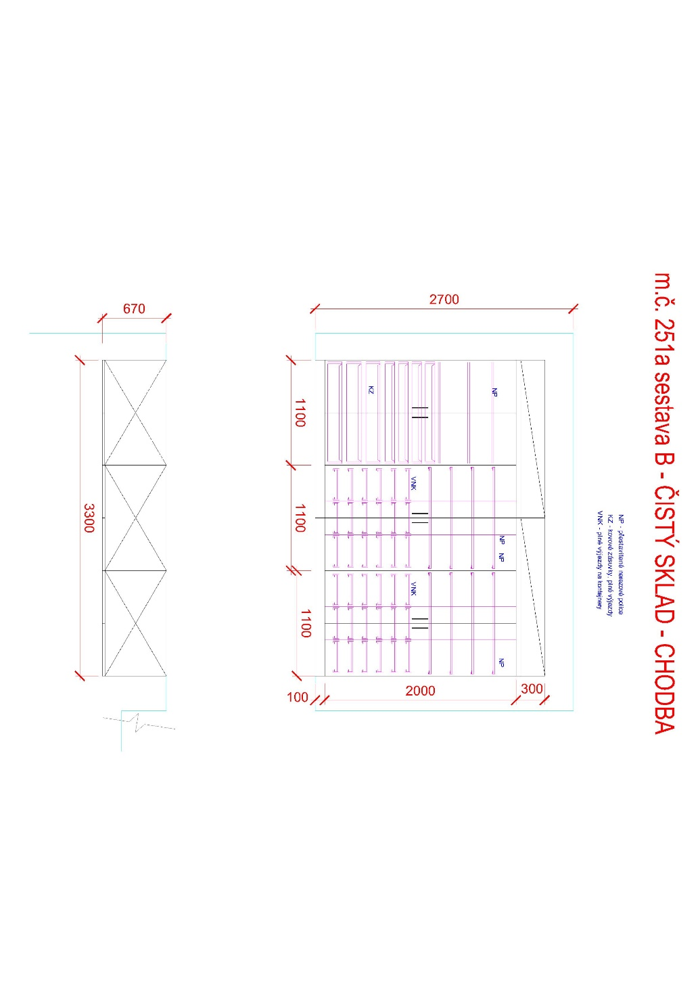 m.č. 251a sestava B - ČISTÝ SKLAD - CHODBA
NP - přestavitelné nerezové police
KZ - kovové zásuvky, plné výjezdy
VNK - plné výjezdy na kontejnery
2700
300
2000
100
NP
NP
NP
NP
KZ
VNK
VNK
1100
1100
1100
670
3300